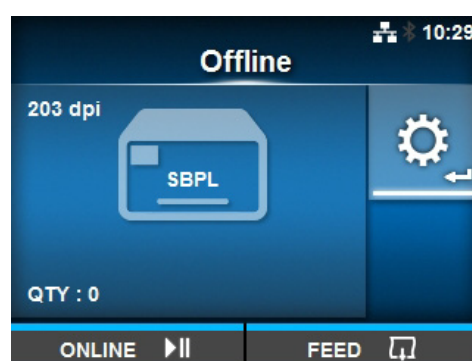 10:29
Offline
203 dpi
SBPL
QTY : 0
ONLINE FEED